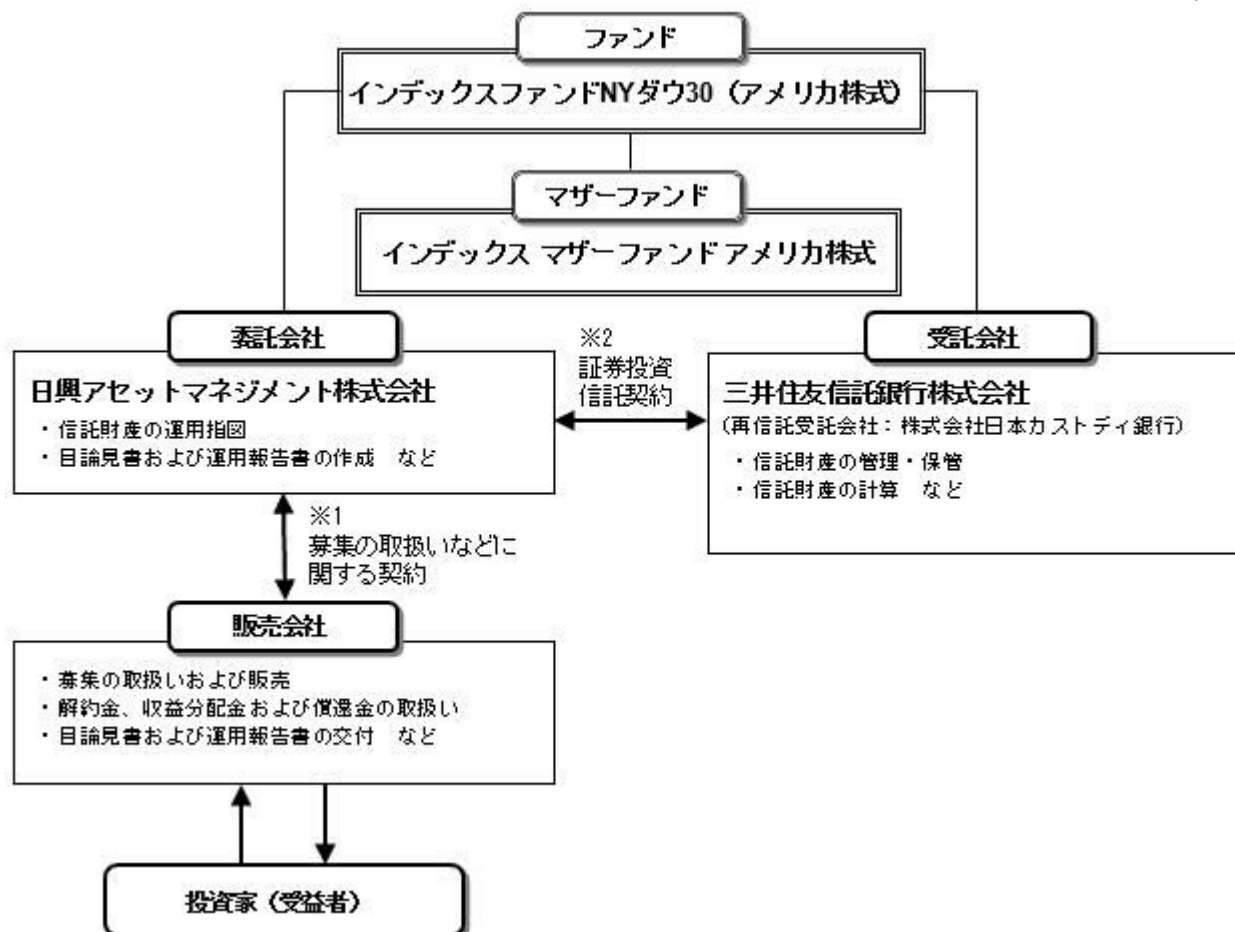 ファンド
インデックスファンドNYダウ30（アメリカ株式）
マザーファンド
インデックス マザーファンド アメリカ株式
委託会社
日興アセットマネジメント株式会社
・信託財産の運用指図
・目論見書および運用報告書の作成 など
※2
証券投資
信託契約
受託会社
三井住友信託銀行株式会社
（再信託受託会社：株式会社日本カストディ銀行）
・信託財産の管理・保管
・信託財産の計算 など
※1
募集の取扱いなどに
関する契約
販売会社
・募集の取扱いおよび販売
・解約金、収益分配金および償還金の取扱い
・目論見書および運用報告書の交付 など
投資家（受益者）